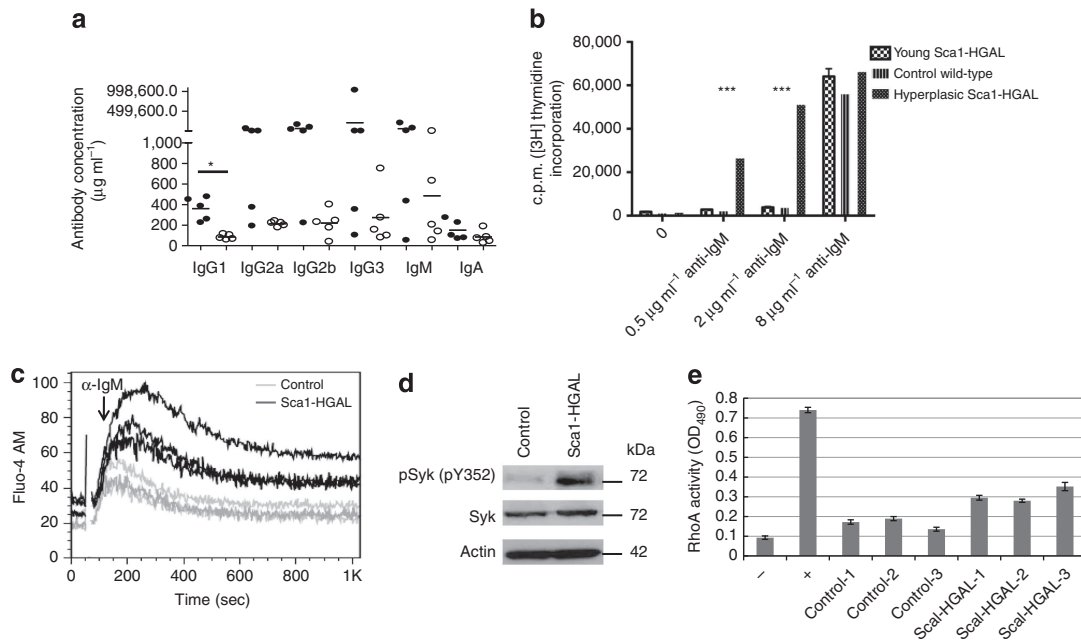 a
Antibody concentration
(µg ml⁻¹)
998,600.0
499,600.0
1,000
800
600
400
200
0
*
IgG1 IgG2a IgG2b IgG3 IgM IgA
b
c.p.m. ([3H] thymidine
incorporation)
80,000
60,000
40,000
20,000
0
*** ***
Young Sca1-HGAL
Control wild-type
Hyperplasic Sca1-HGAL
0
0.5 µg ml⁻¹ anti-IgM
2 µg ml⁻¹ anti-IgM
8 µg ml⁻¹ anti-IgM
c
Fluo-4 AM
100
80
60
40
20
0
α-IgM
Control
Sca1-HGAL
0 200 400 600 800 1K
Time (sec)
d
Control
Sca1-HGAL
kDa
pSyk (pY352) 72
Syk 72
Actin 42
e
RhoA activity (OD₄₉₀)
0.8
0.7
0.6
0.5
0.4
0.3
0.2
0.1
0
–
+
Control-1
Control-2
Control-3
Scal-HGAL-1
Scal-HGAL-2
Scal-HGAL-3